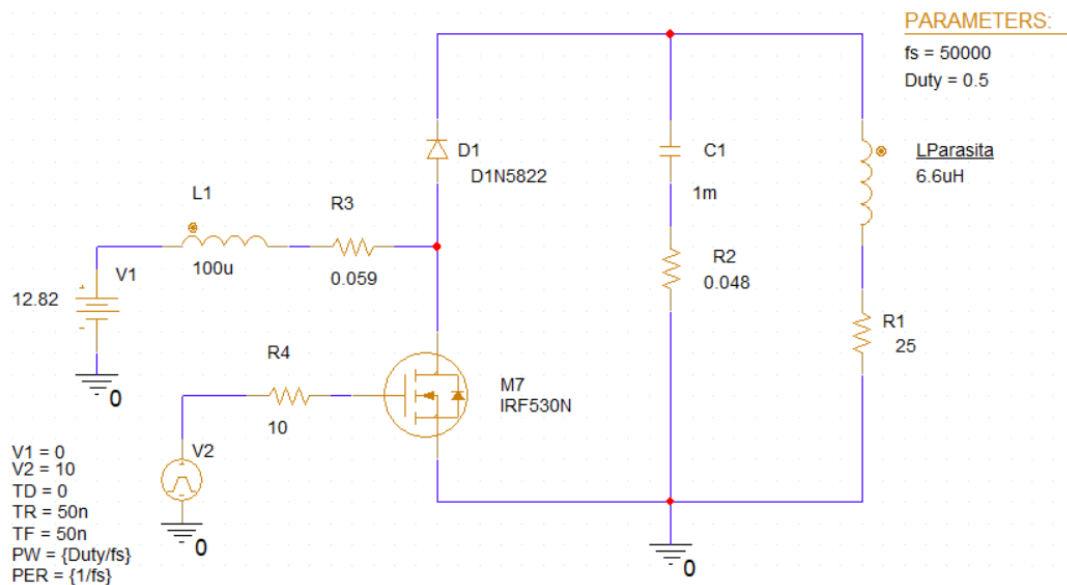 PARAMETERS:
fs = 50000
Duty = 0.5
D1
D1N5822
C1
1m
LParasita
6.6uH
L1
100u
R3
0.059
R2
0.048
V1
12.82
0
R1
25
R4
10
M7
IRF530N
V2
0
0
V1 = 0
V2 = 10
TD = 0
TR = 50n
TF = 50n
PW = {Duty/fs}
PER = {1/fs}